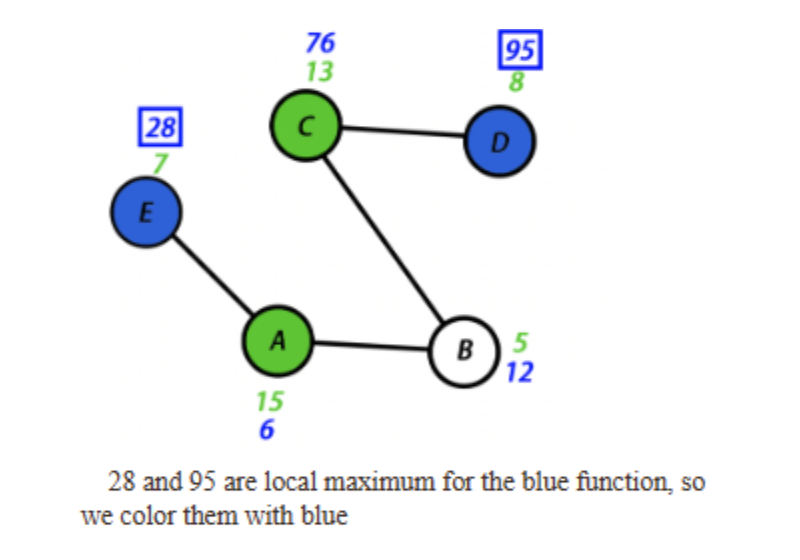 76
13
95
8
28
7
C
D
E
A
B
5
12
15
6
28 and 95 are local maximum for the blue function, so
we color them with blue